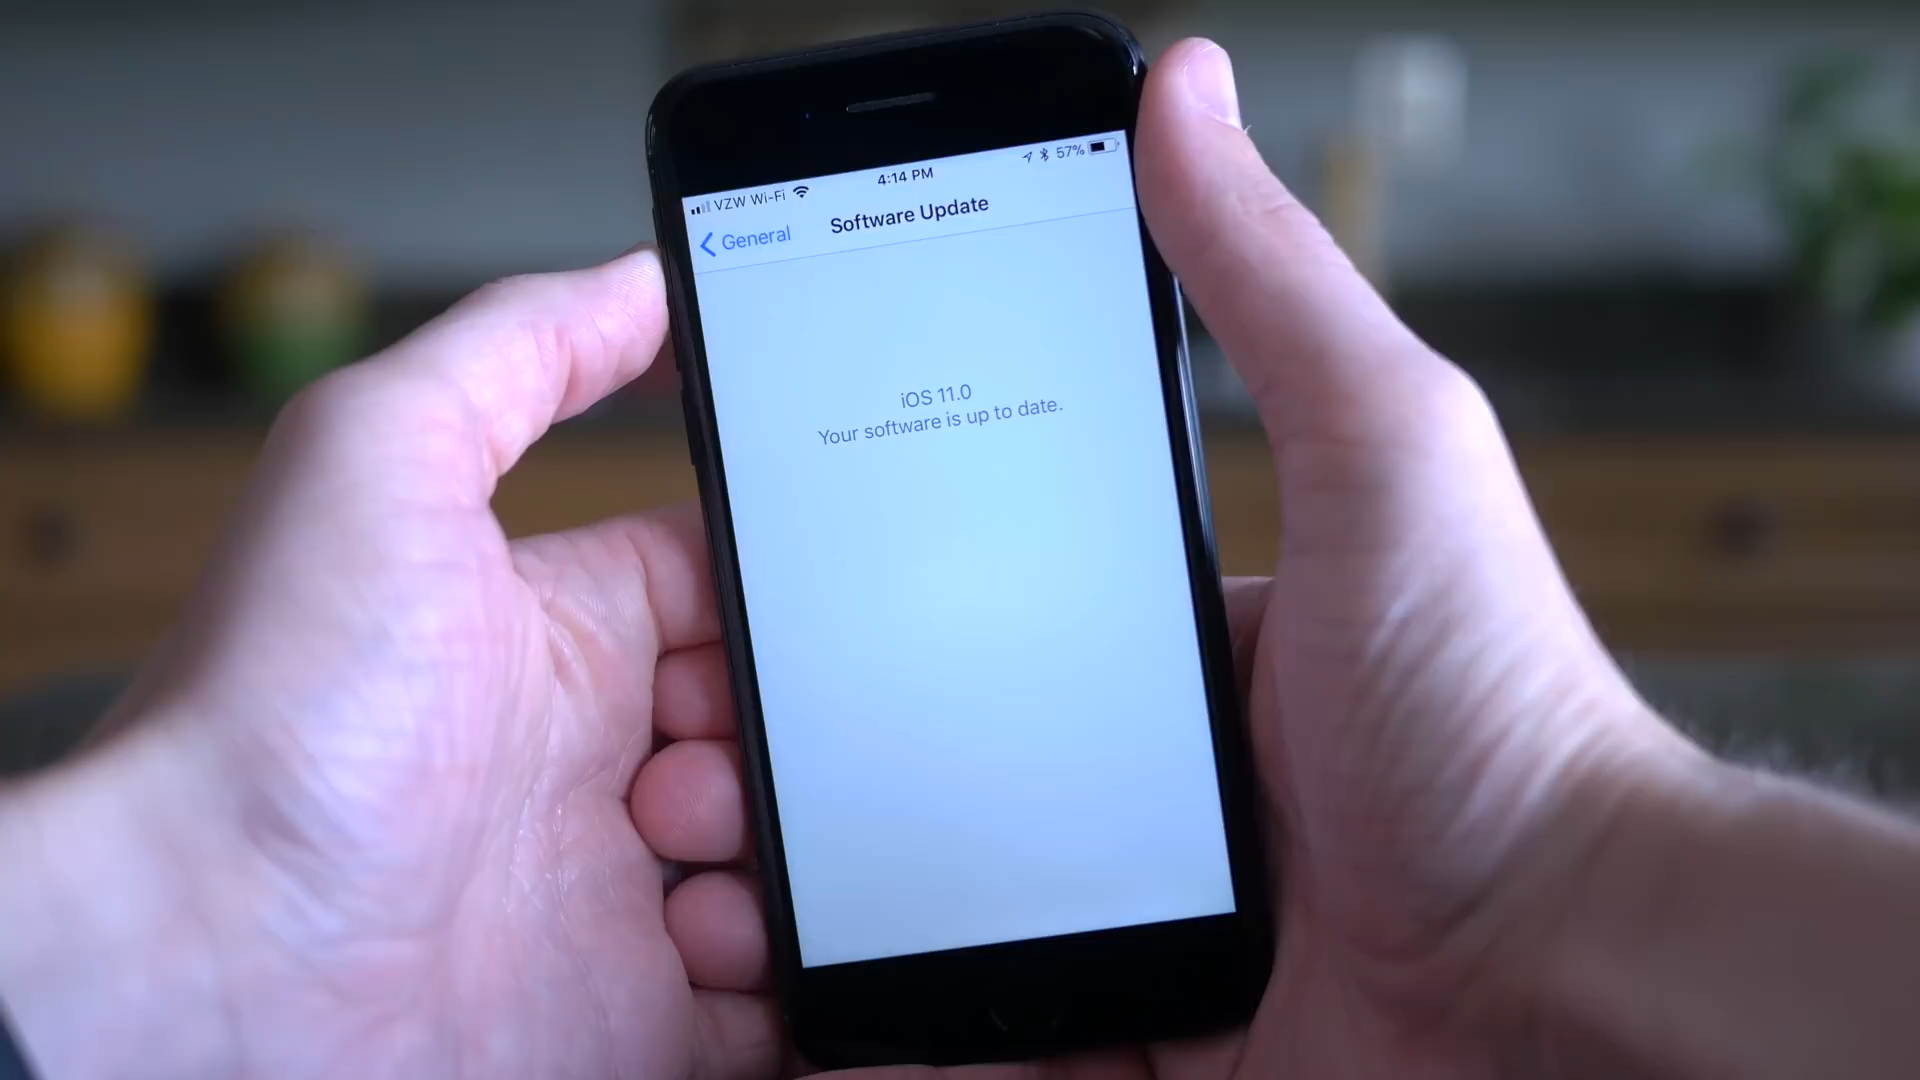 VZW Wi-Fi 4:14 PM 57%
General Software Update
iOS 11.0
Your software is up to date.